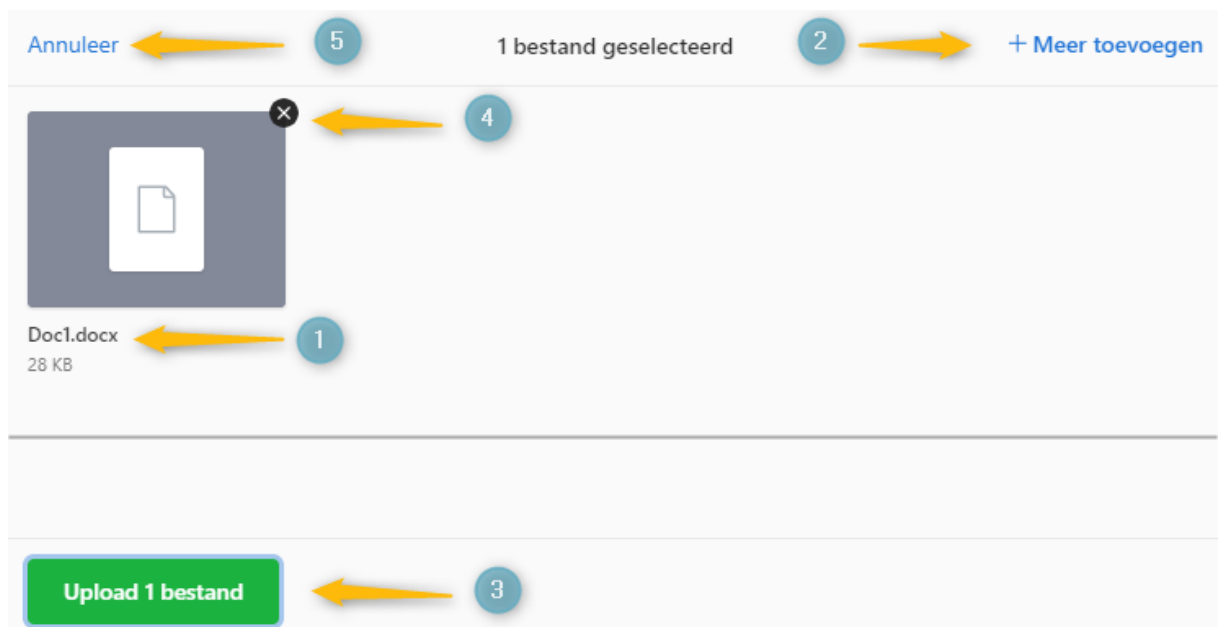 Annuleer 5 1 bestand geselecteerd 2 + Meer toevoegen
4
Doc1.docx 1
28 KB
Upload 1 bestand 3